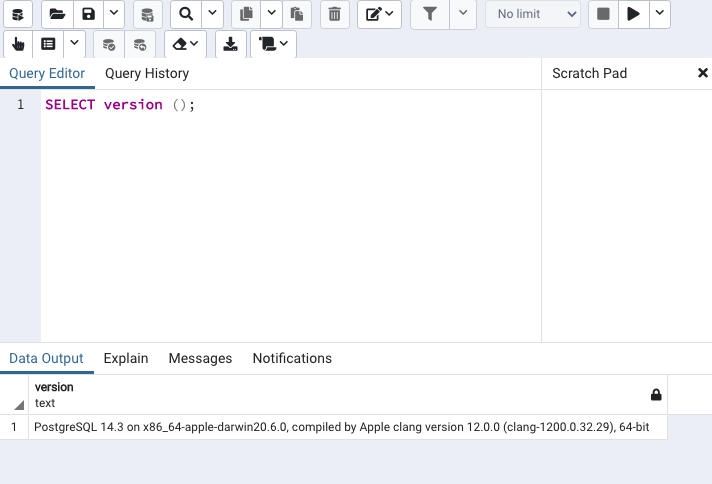 No limit
Query Editor Query History Scratch Pad
1 SELECT version ();
Data Output Explain Messages Notifications
version
text
1 PostgreSQL 14.3 on x86_64-apple-darwin20.6.0, compiled by Apple clang version 12.0.0 (clang-1200.0.32.29), 64-bit